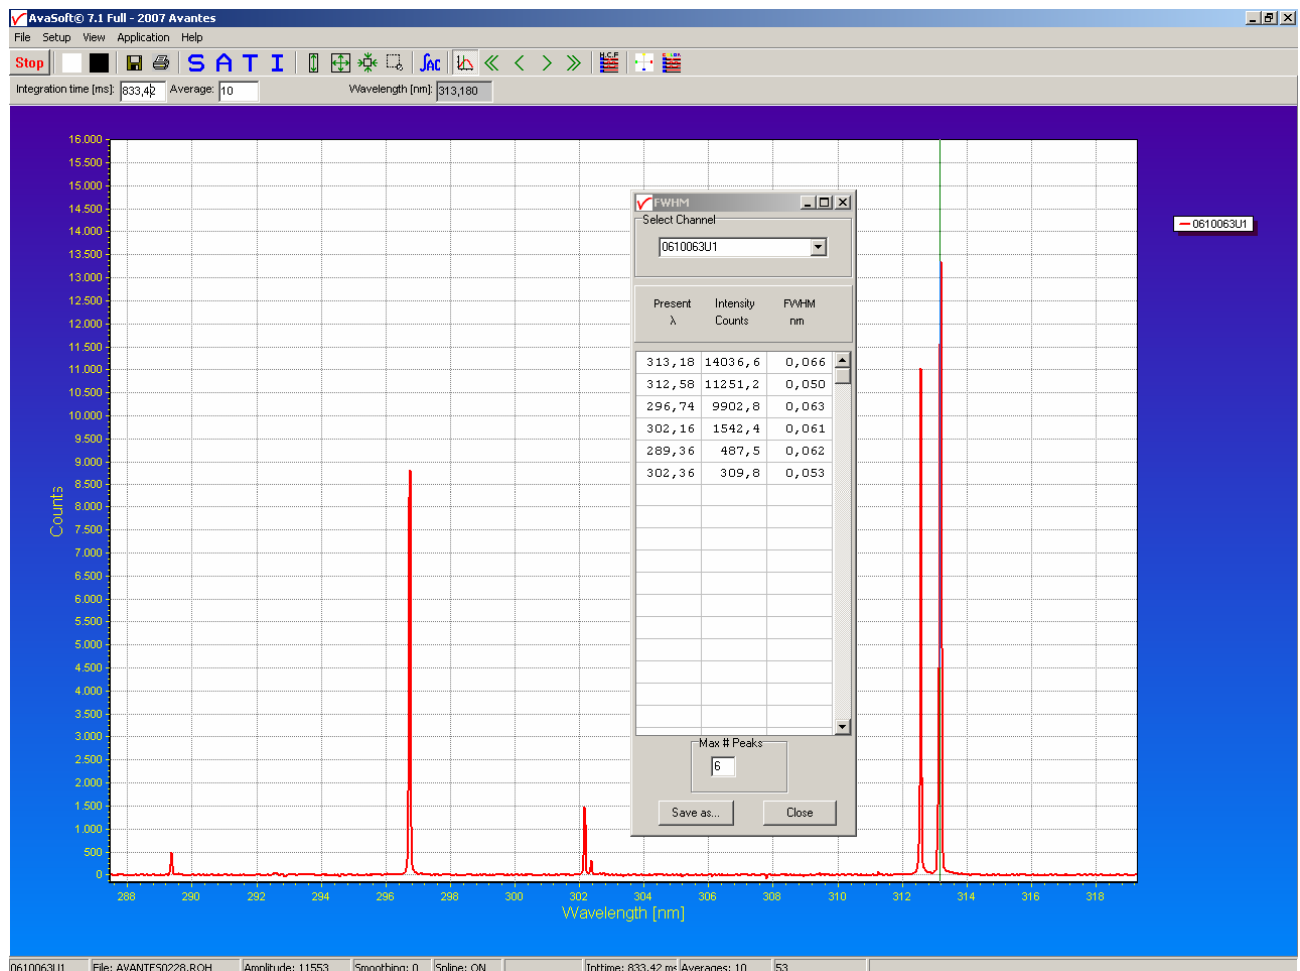 AvaSoft© 7.1 Full - 2007 Avantes
File Setup View Application Help
Stop S A T I
Integration time [ms]: 833,42 Average: 10 Wavelength [nm]: 313,180
16.000
15.500
15.000
14.500
14.000
13.500
13.000
12.500
12.000
11.500
11.000
10.500
10.000
9.500
9.000
8.500
8.000
7.500
7.000
6.500
6.000
5.500
5.000
4.500
4.000
3.500
3.000
2.500
2.000
1.500
1.000
500
0
Counts
288 290 292 294 296 298 300 302 304 306 308 310 312 314 316 318
Wavelength [nm]
0610063U1
FWHM
Select Channel
0610063U1
Present Intensity FWHM
λ Counts nm
313,18 14036,6 0,066
312,58 11251,2 0,050
296,74 9902,8 0,063
302,16 1542,4 0,061
289,36 487,5 0,062
302,36 309,8 0,053
Max # Peaks
6
Save as... Close
0610063U1 File: AVANTES0228.ROH Amplitude: 11553 Smoothing: 0 Spline: ON Inttime: 833.42 ms Averages: 10 53